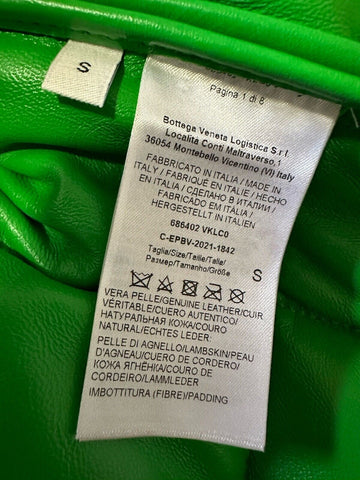 S
Pagina 1 di 8
Bottega Veneta Logistica S.r.l.
Località Conti Maltraverso,1
36054 Montebello Vicentino (VI) Italy
FABBRICATO IN ITALIA / MADE IN
ITALY / FABRIQUÉ EN ITALIE / HECHO
EN ITALIA / СДЕЛАНО В ИТАЛИИ /
FABRICADO EM ITÁLIA /
HERGESTELLT IN ITALIEN
686402 VKLC0
C-EPBV-2021-1842
Taglia/Size/Taille/Talla/
Размер/Tamanho/Größe
S
VERA PELLE/GENUINE LEATHER/CUIR
VÉRITABLE/CUERO AUTENTICO/
НАТУРАЛЬНАЯ КОЖА/COURO
NATURAL/ECHTES LEDER:
PELLE DI AGNELLO/LAMBSKIN/PEAU
D'AGNEAU/CUERO DE CORDERO/
КОЖА ЯГНЁНКА/COURO DE
CORDEIRO/LAMMLEDER
IMBOTTITURA (FIBRE)/PADDING